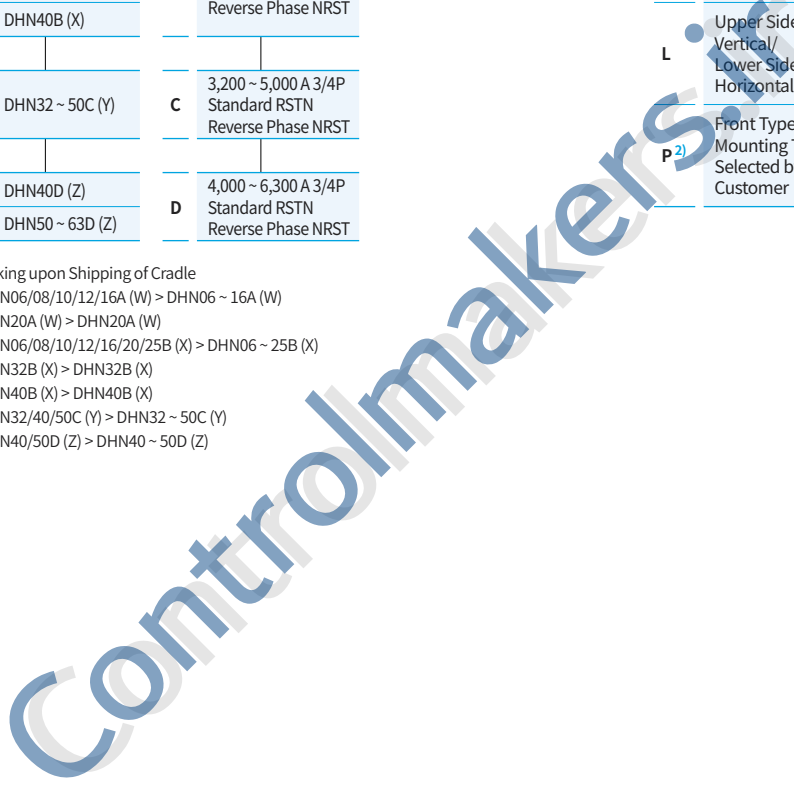 DHN40B (X)
DHN32 ~ 50C (Y)
DHN40D (Z)
DHN50 ~ 63D (Z)
Reverse Phase NRST
C
3,200 ~ 5,000 A 3/4P
Standard RSTN
Reverse Phase NRST
D
4,000 ~ 6,300 A 3/4P
Standard RSTN
Reverse Phase NRST
L
Upper Side
Vertical/
Lower Side
Horizontal
P 2)
Front Type
Mounting
Selected
Customer
king upon Shipping of Cradle
N06/08/10/12/16A (W) > DHN06 ~ 16A (W)
N20A (W) > DHN20A (W)
N06/08/10/12/16/20/25B (X) > DHN06 ~ 25B (X)
N32B (X) > DHN32B (X)
N40B (X) > DHN40B (X)
N32/40/50C (Y) > DHN32 ~ 50C (Y)
N40/50D (Z) > DHN40 ~ 50D (Z)
Controlmakers.ir